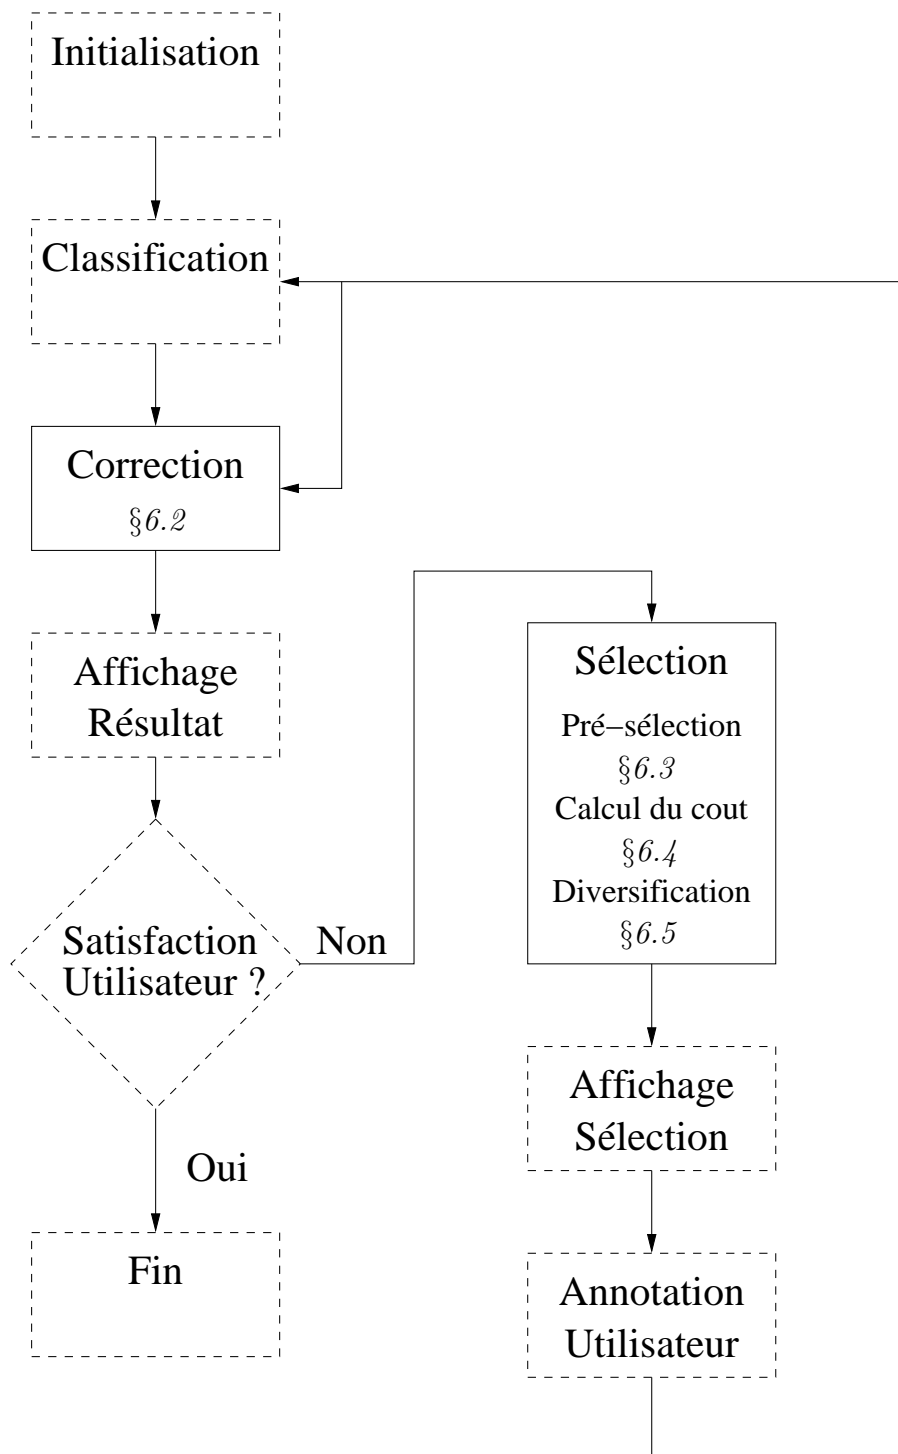 Initialisation
Classification
Correction
§6.2
Affichage
Résultat
Satisfaction
Utilisateur ?
Non
Oui
Fin
Sélection
Pré−sélection
§6.3
Calcul du cout
§6.4
Diversification
§6.5
Affichage
Sélection
Annotation
Utilisateur